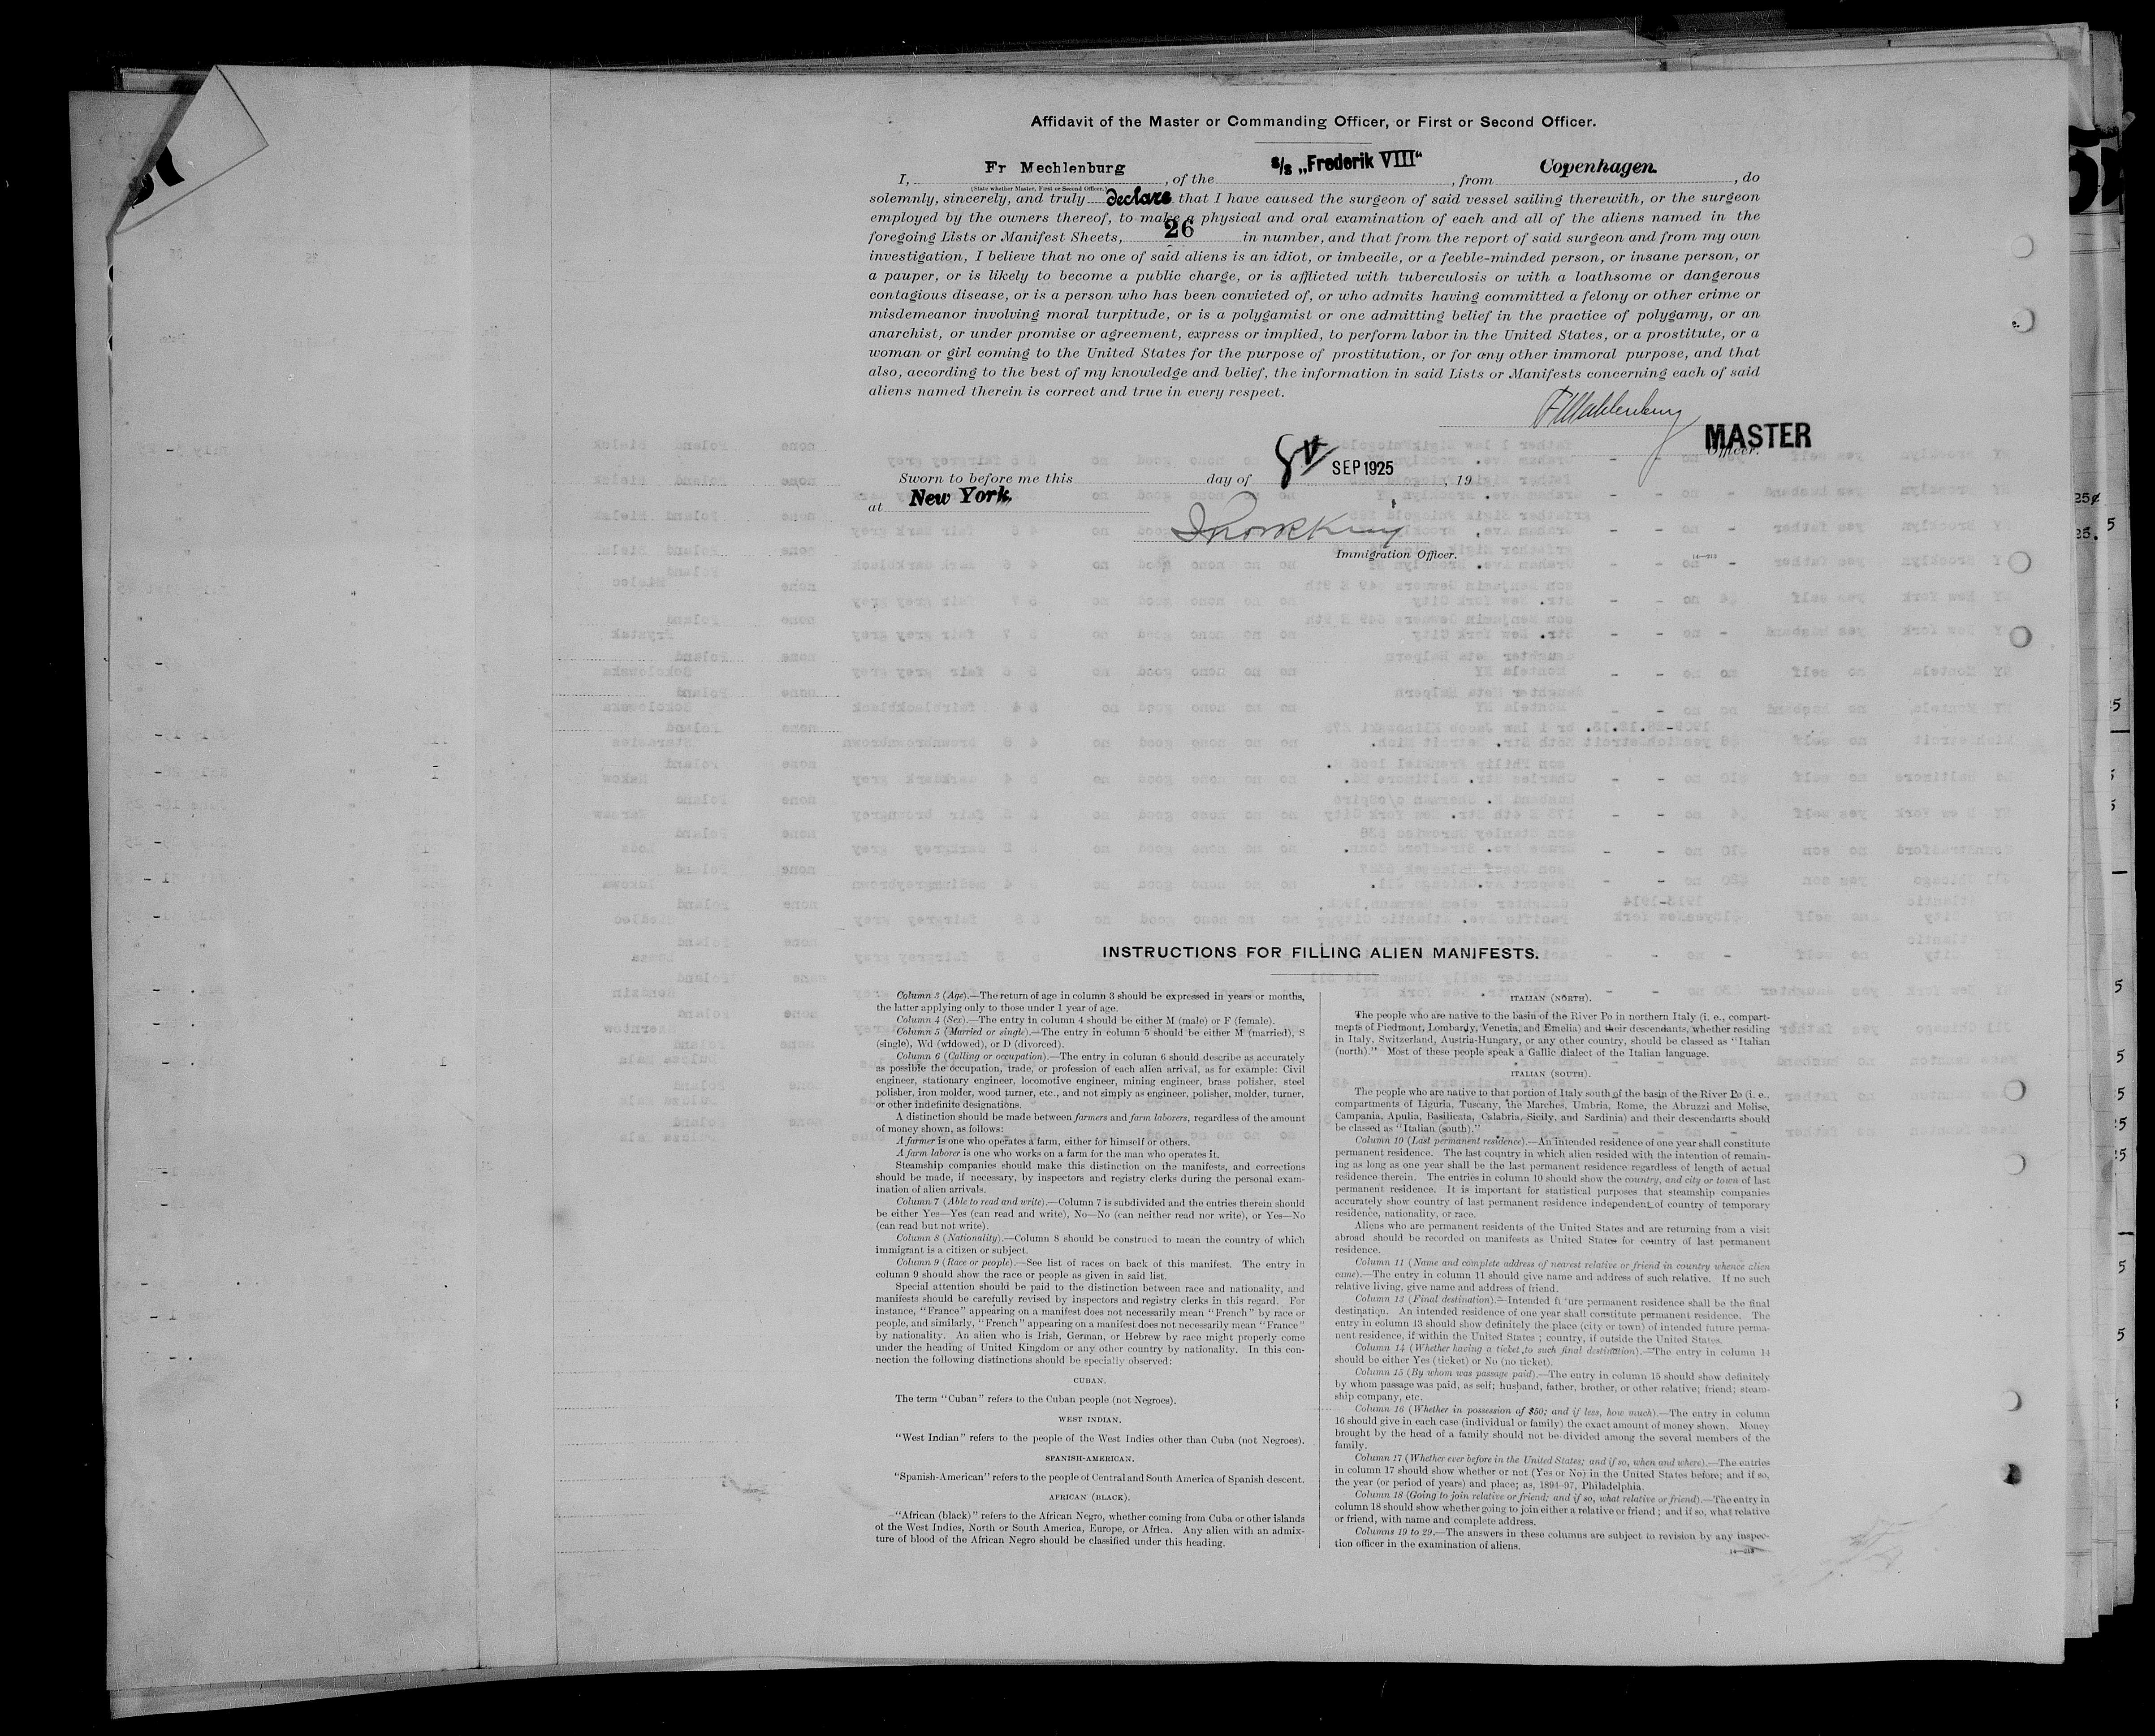 Affidavit of the Master or Commanding Officer, or First or Second Officer.
I, Fr Mechlenburg, of the s/s „Frederik VIII“, from Copenhagen., do
(State whether Master, First or Second Officer.)
solemnly, sincerely, and truly declare that I have caused the surgeon of said vessel sailing therewith, or the surgeon
employed by the owners thereof, to make a physical and oral examination of each and all of the aliens named in the
foregoing Lists or Manifest Sheets, 26 in number, and that from the report of said surgeon and from my own
investigation, I believe that no one of said aliens is an idiot, or imbecile, or a feeble-minded person, or insane person, or
a pauper, or is likely to become a public charge, or is afflicted with tuberculosis or with a loathsome or dangerous
contagious disease, or is a person who has been convicted of, or who admits having committed a felony or other crime or
misdemeanor involving moral turpitude, or is a polygamist or one admitting belief in the practice of polygamy, or an
anarchist, or under promise or agreement, express or implied, to perform labor in the United States, or a prostitute, or a
woman or girl coming to the United States for the purpose of prostitution, or for any other immoral purpose, and that
also, according to the best of my knowledge and belief, the information in said Lists or Manifests concerning each of said
aliens named therein is correct and true in every respect.
MASTER
Officer.
Sworn to before me this day of SEP 1925, 19
at New York.
Immigration Officer.
14—213
INSTRUCTIONS FOR FILLING ALIEN MANIFESTS.
Column 3 (Age).—The return of age in column 3 should be expressed in years or months,
the latter applying only to those under 1 year of age.
Column 4 (Sex).—The entry in column 4 should be either M (male) or F (female).
Column 5 (Married or single).—The entry in column 5 should be either M (married), S
(single), Wd (widowed), or D (divorced).
Column 6 (Calling or occupation).—The entry in column 6 should describe as accurately
as possible the occupation, trade, or profession of each alien arrival, as for example: Civil
engineer, stationary engineer, locomotive engineer, mining engineer, brass polisher, steel
polisher, iron molder, wood turner, etc., and not simply as engineer, polisher, molder, turner,
or other indefinite designations.
A distinction should be made between farmers and farm laborers, regardless of the amount
of money shown, as follows:
A farmer is one who operates a farm, either for himself or others.
A farm laborer is one who works on a farm for the man who operates it.
Steamship companies should make this distinction on the manifests, and corrections
should be made, if necessary, by inspectors and registry clerks during the personal exam-
ination of alien arrivals.
Column 7 (Able to read and write).—Column 7 is subdivided and the entries therein should
be either Yes—Yes (can read and write), No—No (can neither read nor write), or Yes—No
(can read but not write).
Column 8 (Nationality).—Column 8 should be construed to mean the country of which
immigrant is a citizen or subject.
Column 9 (Race or people).—See list of races on back of this manifest. The entry in
column 9 should show the race or people as given in said list.
Special attention should be paid to the distinction between race and nationality, and
manifests should be carefully revised by inspectors and registry clerks in this regard. For
instance, "France" appearing on a manifest does not necessarily mean "French" by race or
people, and similarly, "French" appearing on a manifest does not necessarily mean "France"
by nationality. An alien who is Irish, German, or Hebrew by race might properly come
under the heading of United Kingdom or any other country by nationality. In this con-
nection the following distinctions should be specially observed:
CUBAN.
The term "Cuban" refers to the Cuban people (not Negroes).
WEST INDIAN.
"West Indian" refers to the people of the West Indies other than Cuba (not Negroes).
SPANISH-AMERICAN.
"Spanish-American" refers to the people of Central and South America of Spanish descent.
AFRICAN (BLACK).
"African (black)" refers to the African Negro, whether coming from Cuba or other islands
of the West Indies, North or South America, Europe, or Africa. Any alien with an admix-
ture of blood of the African Negro should be classified under this heading.
ITALIAN (NORTH).
The people who are native to the basin of the River Po in northern Italy (i. e., compart-
ments of Piedmont, Lombardy, Venetia, and Emelia) and their descendants, whether residing
in Italy, Switzerland, Austria-Hungary, or any other country, should be classed as "Italian
(north)." Most of these people speak a Gallic dialect of the Italian language.
ITALIAN (SOUTH).
The people who are native to that portion of Italy south of the basin of the River Po (i. e.,
compartments of Liguria, Tuscany, the Marches, Umbria, Rome, the Abruzzi and Molise,
Campania, Apulia, Basilicata, Calabria, Sicily, and Sardinia) and their descendants should
be classed as "Italian (south)."
Column 10 (Last permanent residence).—An intended residence of one year shall constitute
permanent residence. The last country in which alien resided with the intention of remain-
ing as long as one year shall be the last permanent residence regardless of length of actual
residence therein. The entries in column 10 should show the country, and city or town of last
permanent residence. It is important for statistical purposes that steamship companies
accurately show country of last permanent residence independent of country of temporary
residence, nationality, or race.
Aliens who are permanent residents of the United States and are returning from a visit
abroad should be recorded on manifests as United States for country of last permanent
residence.
Column 11 (Name and complete address of nearest relative or friend in country whence alien
came).—The entry in column 11 should give name and address of such relative. If no such
relative living, give name and address of friend.
Column 13 (Final destination).—Intended future permanent residence shall be the final
destination. An intended residence of one year shall constitute permanent residence. The
entry in column 13 should show definitely the place (city or town) of intended future perma-
nent residence, if within the United States; country, if outside the United States.
Column 14 (Whether having a ticket to such final destination).—The entry in column 14
should be either Yes (ticket) or No (no ticket).
Column 15 (By whom was passage paid).—The entry in column 15 should show definitely
by whom passage was paid, as self; husband, father, brother, or other relative; friend; steam-
ship company, etc.
Column 16 (Whether in possession of $50; and if less, how much).—The entry in column
16 should give in each case (individual or family) the exact amount of money shown. Money
brought by the head of a family should not be divided among the several members of the
family.
Column 17 (Whether ever before in the United States; and if so, when and where).—The entries
in column 17 should show whether or not (Yes or No) in the United States before; and if so,
the year (or period of years) and place; as, 1894-97, Philadelphia.
Column 18 (Going to join relative or friend; and if so, what relative or friend).—The entry in
column 18 should show whether going to join either a relative or friend; and if so, what relative
or friend, with name and complete address.
Columns 19 to 29.—The answers in these columns are subject to revision by any inspec-
tion officer in the examination of aliens.
14—213